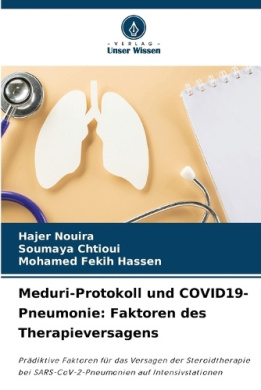 VERLAG
Unser Wissen
Hajer Nouira
Soumaya Chtioui
Mohamed Fekih Hassen
Meduri-Protokoll und COVID19-
Pneumonie: Faktoren des
Therapieversagens
Prädiktive Faktoren für das Versagen der Steroidtherapie
bei SARS-CoV-2-Pneumonien auf Intensivstationen